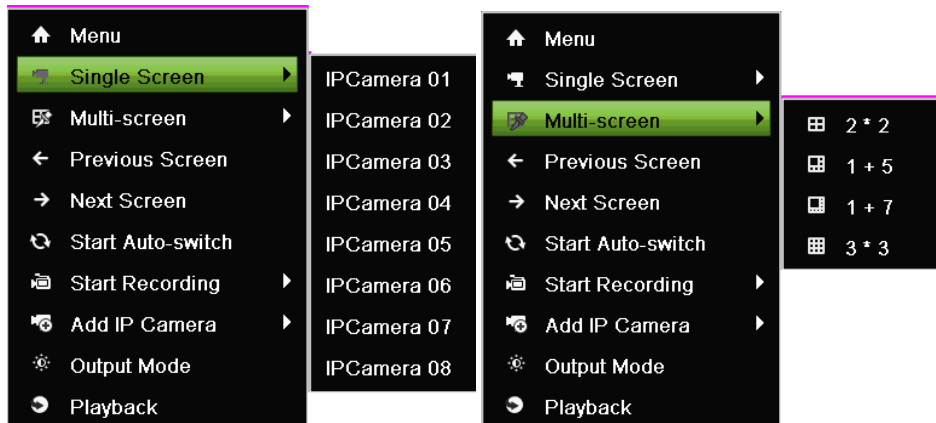 Menu
Single Screen
Multi-screen
Previous Screen
Next Screen
Start Auto-switch
Start Recording
Add IP Camera
Output Mode
Playback
IPCamera 01
IPCamera 02
IPCamera 03
IPCamera 04
IPCamera 05
IPCamera 06
IPCamera 07
IPCamera 08
Menu
Single Screen
Multi-screen
Previous Screen
Next Screen
Start Auto-switch
Start Recording
Add IP Camera
Output Mode
Playback
2 * 2
1 + 5
1 + 7
3 * 3